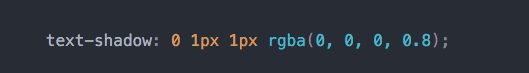 text-shadow: 0 1px 1px rgba(0, 0, 0, 0.8);